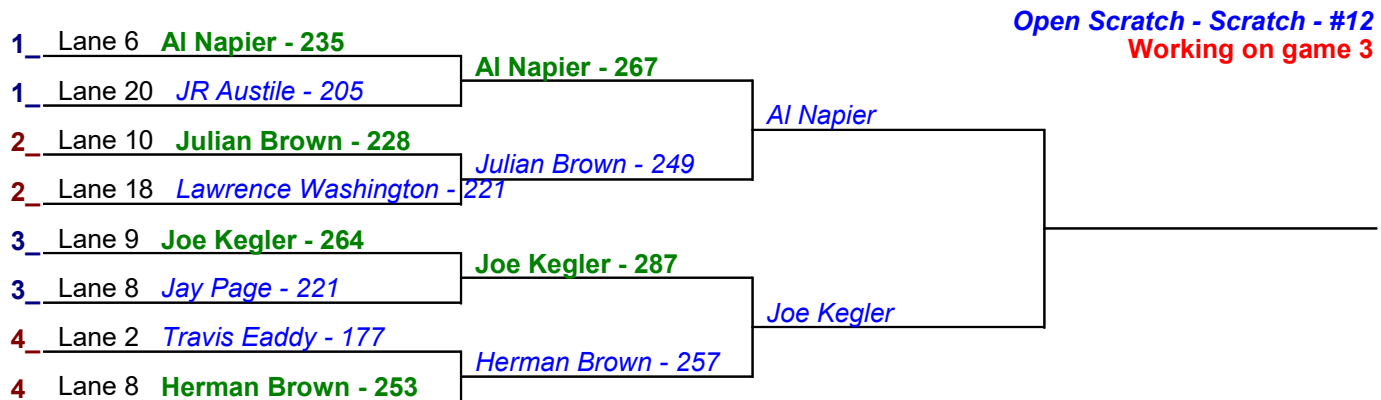 Open Scratch - Scratch - #12
Working on game 3
1_ Lane 6 Al Napier - 235
Al Napier - 267
1_ Lane 20 JR Austile - 205
Al Napier
2_ Lane 10 Julian Brown - 228
Julian Brown - 249
2_ Lane 18 Lawrence Washington - 221
3_ Lane 9 Joe Kegler - 264
Joe Kegler - 287
3_ Lane 8 Jay Page - 221
Joe Kegler
4_ Lane 2 Travis Eaddy - 177
Herman Brown - 257
4 Lane 8 Herman Brown - 253